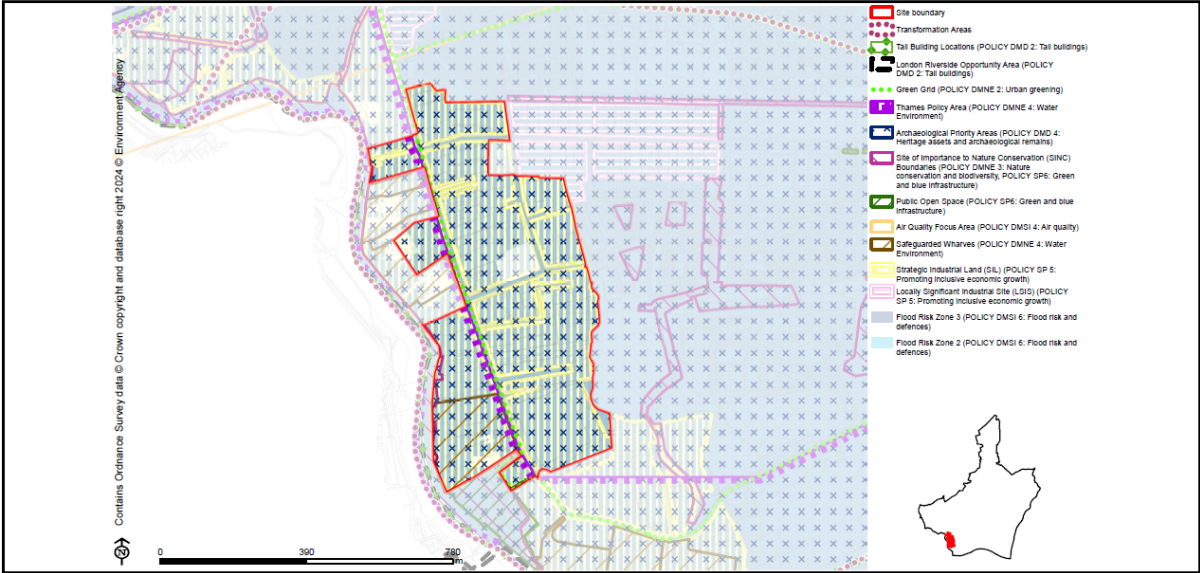 Site boundary
Transformation Areas
Tall Building Locations (POLICY DMD 2: Tall buildings)
London Riverside Opportunity Area (POLICY
DMD 2: Tall buildings)
Green Grid (POLICY DMNE 2: Urban greening)
Thames Policy Area (POLICY DMNE 4: Water
Environment)
Archaeological Priority Areas (POLICY DMD 4:
Heritage assets and archaeological remains
Site of Importance to Nature Conservation (SINC)
Boundaries (POLICY DMNE 3: Nature
conservation and biodiversity, POLICY SP6: Green
and blue infrastructure)
Public Open Space (POLICY SP6: Green and blue
infrastructure)
Air Quality Focus Area (POLICY DMSI 4: Air quality)
Safeguarded Wharves (POLICY DMNE 4: Water
Environment)
Strategic Industrial Land (SIL) (POLICY SP 5:
Promoting inclusive economic growth)
Locally Significant Industrial Site (LSIS) (POLICY
SP 5: Promoting inclusive economic growth)
Flood Risk Zone 3 (POLICY DMSI 6: Flood risk and
defences)
Flood Risk Zone 2 (POLICY DMSI 6: Flood risk and
defences)
Contains Ordnance Survey data © Crown copyright and database right 2024 © Environment Agency
N
0 390 780
m